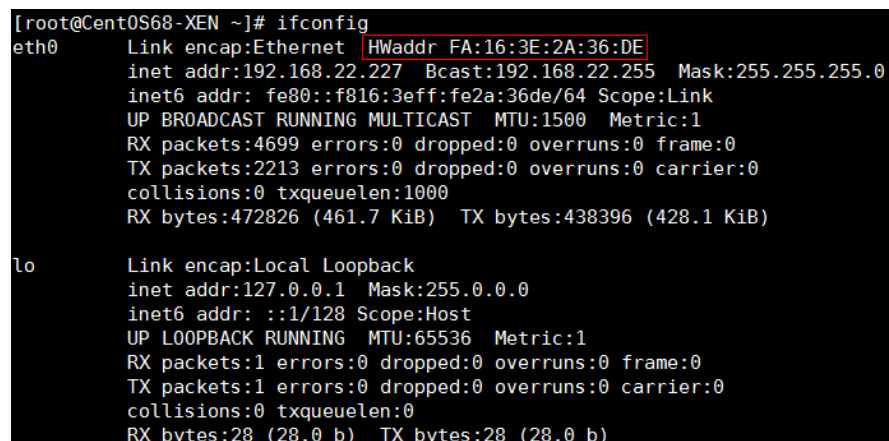 [root@CentOS68-XEN ~]# ifconfig
eth0      Link encap:Ethernet  HWaddr FA:16:3E:2A:36:DE
          inet addr:192.168.22.227  Bcast:192.168.22.255  Mask:255.255.255.0
          inet6 addr: fe80::f816:3eff:fe2a:36de/64 Scope:Link
          UP BROADCAST RUNNING MULTICAST  MTU:1500  Metric:1
          RX packets:4699 errors:0 dropped:0 overruns:0 frame:0
          TX packets:2213 errors:0 dropped:0 overruns:0 carrier:0
          collisions:0 txqueuelen:1000
          RX bytes:472826 (461.7 KiB)  TX bytes:438396 (428.1 KiB)

lo        Link encap:Local Loopback
          inet addr:127.0.0.1  Mask:255.0.0.0
          inet6 addr: ::1/128 Scope:Host
          UP LOOPBACK RUNNING  MTU:65536  Metric:1
          RX packets:1 errors:0 dropped:0 overruns:0 frame:0
          TX packets:1 errors:0 dropped:0 overruns:0 carrier:0
          collisions:0 txqueuelen:0
          RX bytes:28 (28.0 b)  TX bytes:28 (28.0 b)